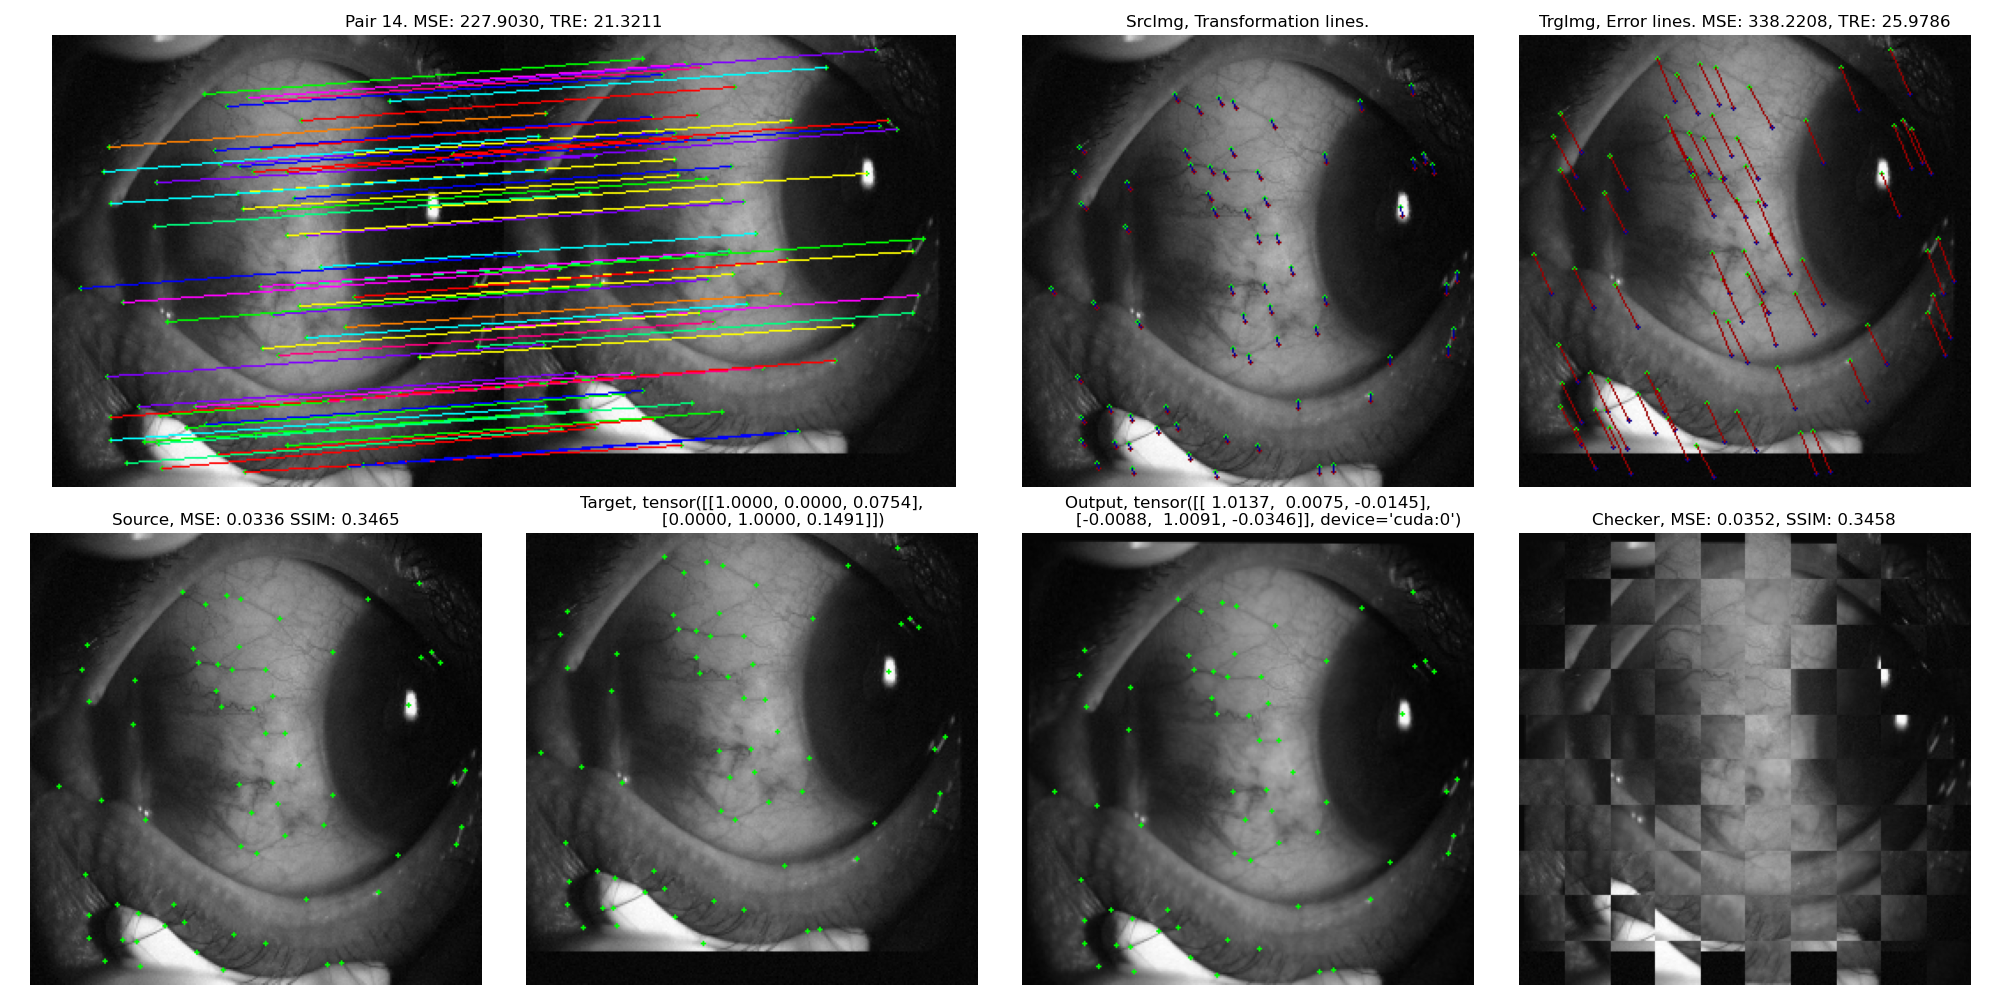 Pair 14. MSE: 227.9030, TRE: 21.3211
SrcImg, Transformation lines.
TrgImg, Error lines. MSE: 338.2208, TRE: 25.9786
Source, MSE: 0.0336 SSIM: 0.3465
Target, tensor([[1.0000, 0.0000, 0.0754],
[0.0000, 1.0000, 0.1491]])
Output, tensor([[ 1.0137,  0.0075, -0.0145],
[-0.0088,  1.0091, -0.0346]], device='cuda:0')
Checker, MSE: 0.0352, SSIM: 0.3458